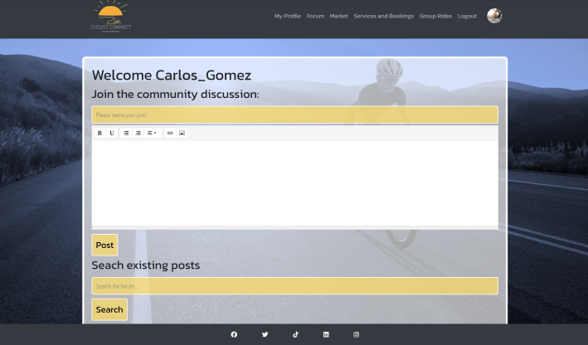 CYCLIST CONNECT
My Profile Forum Market Services and Bookings Group Rides Logout
Welcome Carlos_Gomez
Join the community discussion:
Please name your post
B U
Post
Seach existing posts
Search the forum...
Search